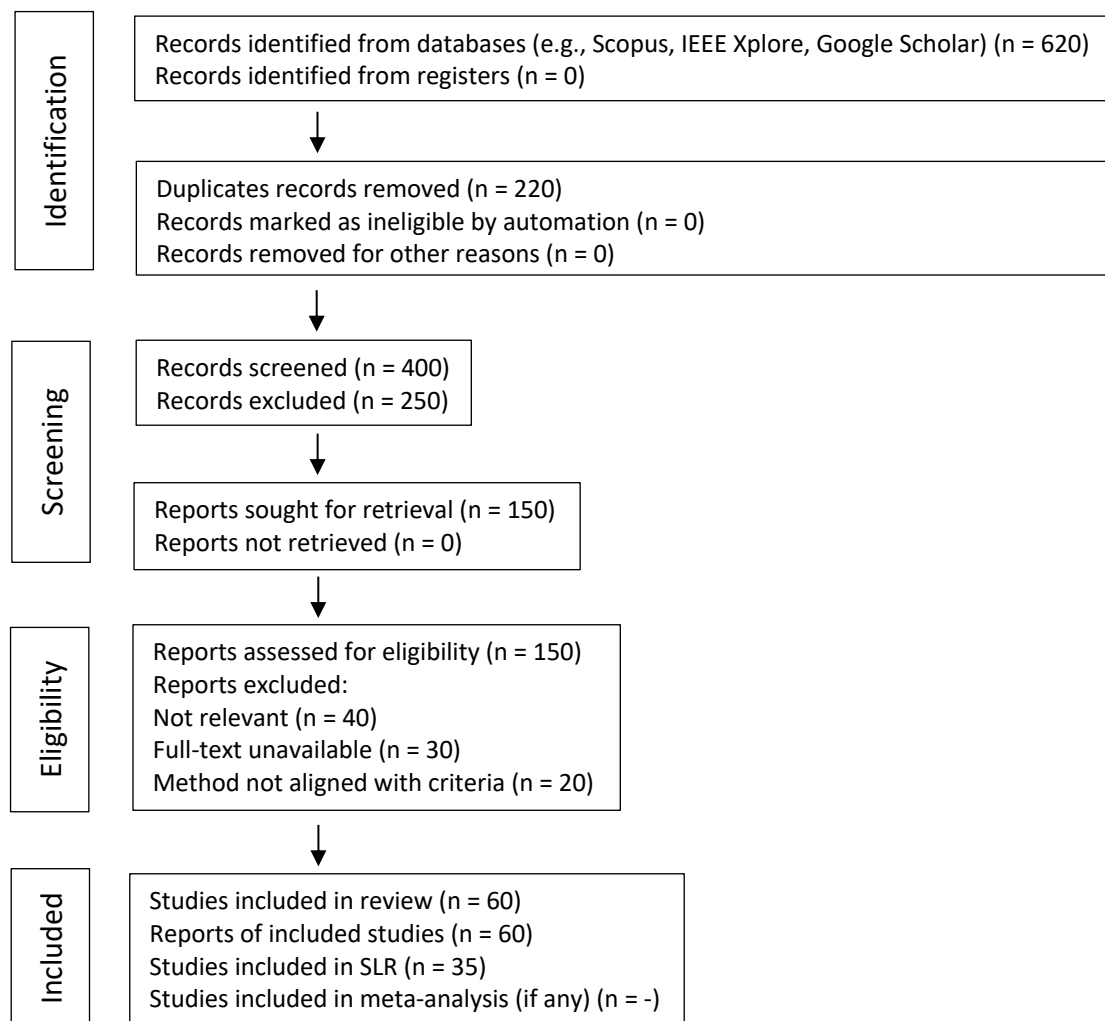 Identification
Records identified from databases (e.g., Scopus, IEEE Xplore, Google Scholar) (n = 620)
Records identified from registers (n = 0)
Duplicates records removed (n = 220)
Records marked as ineligible by automation (n = 0)
Records removed for other reasons (n = 0)
Screening
Records screened (n = 400)
Records excluded (n = 250)
Reports sought for retrieval (n = 150)
Reports not retrieved (n = 0)
Eligibility
Reports assessed for eligibility (n = 150)
Reports excluded:
Not relevant (n = 40)
Full-text unavailable (n = 30)
Method not aligned with criteria (n = 20)
Included
Studies included in review (n = 60)
Reports of included studies (n = 60)
Studies included in SLR (n = 35)
Studies included in meta-analysis (if any) (n = -)